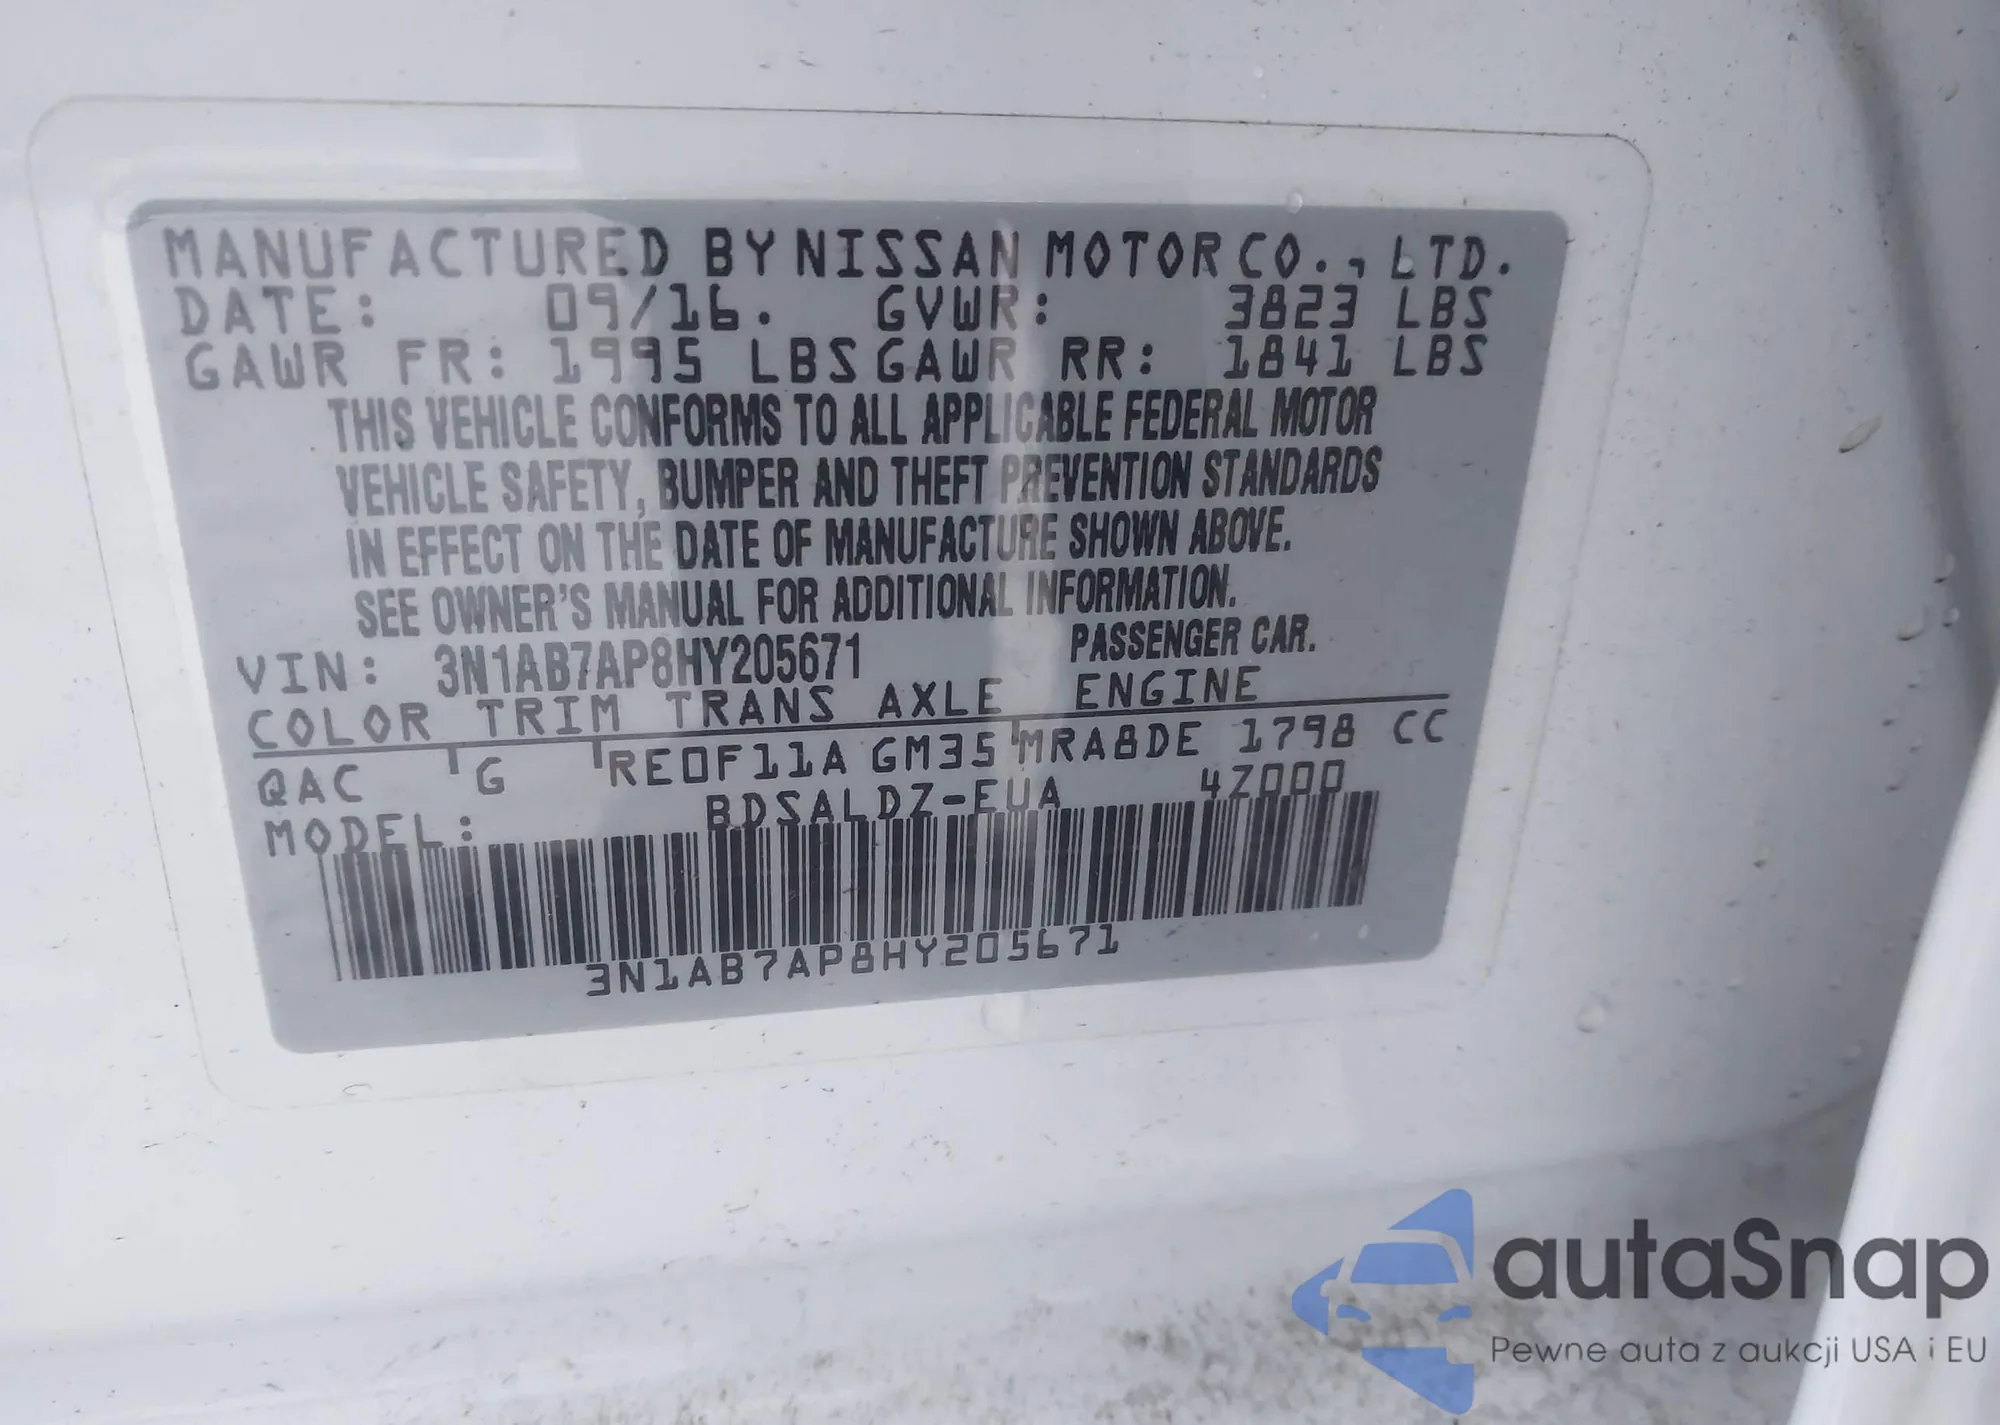 MANUFACTURED BY NISSAN MOTOR CO., LTD.
DATE: 09/16. GVWR: 3823 LBS
GAWR FR: 1995 LBS GAWR RR: 1841 LBS
THIS VEHICLE CONFORMS TO ALL APPLICABLE FEDERAL MOTOR
VEHICLE SAFETY, BUMPER AND THEFT PREVENTION STANDARDS
IN EFFECT ON THE DATE OF MANUFACTURE SHOWN ABOVE.
SEE OWNER'S MANUAL FOR ADDITIONAL INFORMATION.
VIN: 3N1AB7AP8HY205671 PASSENGER CAR.
COLOR TRIM TRANS AXLE ENGINE
QAC G RE0F11A GM35 MRA8DE 1798 CC
MODEL: BDSALDZ-EUA 4Z000
3N1AB7AP8HY205671
autaSnap
Pewne auta z aukcji USA i EU